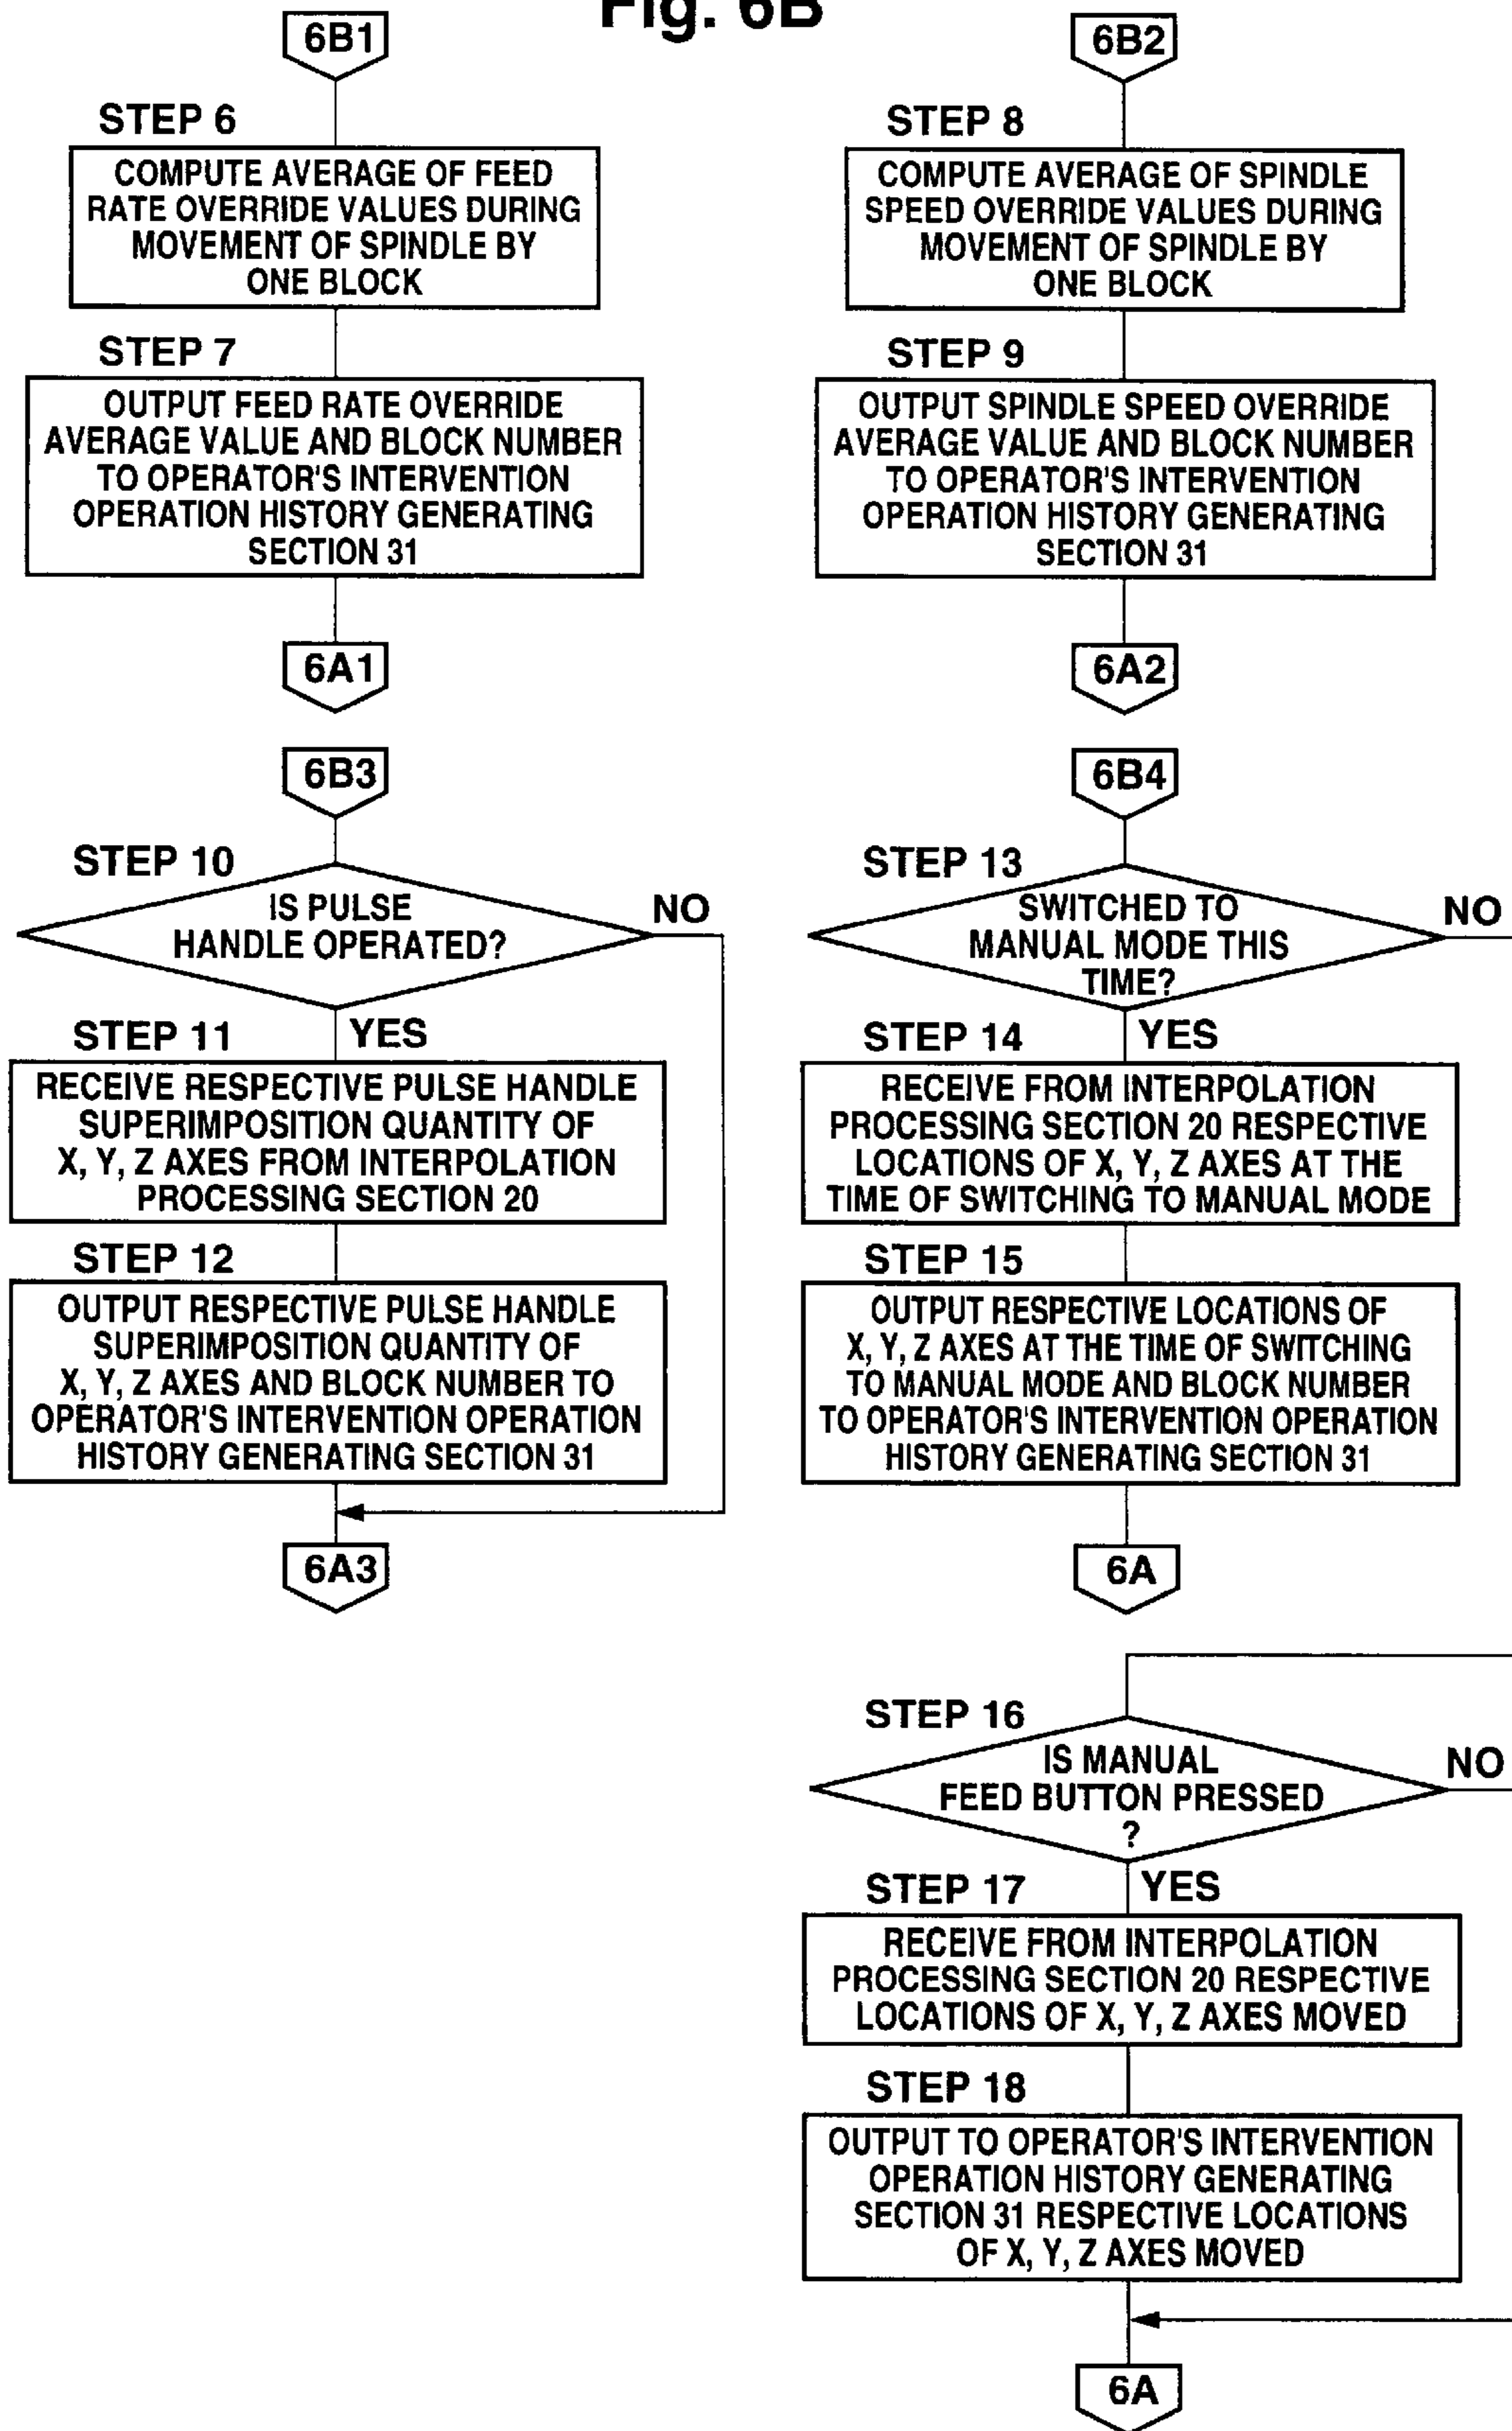 Fig. 6B
6B1
STEP 6
COMPUTE AVERAGE OF FEED
RATE OVERRIDE VALUES DURING
MOVEMENT OF SPINDLE BY
ONE BLOCK
STEP 7
OUTPUT FEED RATE OVERRIDE
AVERAGE VALUE AND BLOCK NUMBER
TO OPERATOR'S INTERVENTION
OPERATION HISTORY GENERATING
SECTION 31
6A1
6B2
STEP 8
COMPUTE AVERAGE OF SPINDLE
SPEED OVERRIDE VALUES DURING
MOVEMENT OF SPINDLE BY
ONE BLOCK
STEP 9
OUTPUT SPINDLE SPEED OVERRIDE
AVERAGE VALUE AND BLOCK NUMBER
TO OPERATOR'S INTERVENTION
OPERATION HISTORY GENERATING
SECTION 31
6A2
6B3
STEP 10
IS PULSE
HANDLE OPERATED?
NO
YES
STEP 11
RECEIVE RESPECTIVE PULSE HANDLE
SUPERIMPOSITION QUANTITY OF
X, Y, Z AXES FROM INTERPOLATION
PROCESSING SECTION 20
STEP 12
OUTPUT RESPECTIVE PULSE HANDLE
SUPERIMPOSITION QUANTITY OF
X, Y, Z AXES AND BLOCK NUMBER TO
OPERATOR'S INTERVENTION OPERATION
HISTORY GENERATING SECTION 31
6A3
6B4
STEP 13
SWITCHED TO
MANUAL MODE THIS
TIME?
NO
YES
STEP 14
RECEIVE FROM INTERPOLATION
PROCESSING SECTION 20 RESPECTIVE
LOCATIONS OF X, Y, Z AXES AT THE
TIME OF SWITCHING TO MANUAL MODE
STEP 15
OUTPUT RESPECTIVE LOCATIONS OF
X, Y, Z AXES AT THE TIME OF SWITCHING
TO MANUAL MODE AND BLOCK NUMBER
TO OPERATOR'S INTERVENTION OPERATION
HISTORY GENERATING SECTION 31
6A
STEP 16
IS MANUAL
FEED BUTTON PRESSED
?
NO
YES
STEP 17
RECEIVE FROM INTERPOLATION
PROCESSING SECTION 20 RESPECTIVE
LOCATIONS OF X, Y, Z AXES MOVED
STEP 18
OUTPUT TO OPERATOR'S INTERVENTION
OPERATION HISTORY GENERATING
SECTION 31 RESPECTIVE LOCATIONS
OF X, Y, Z AXES MOVED
6A